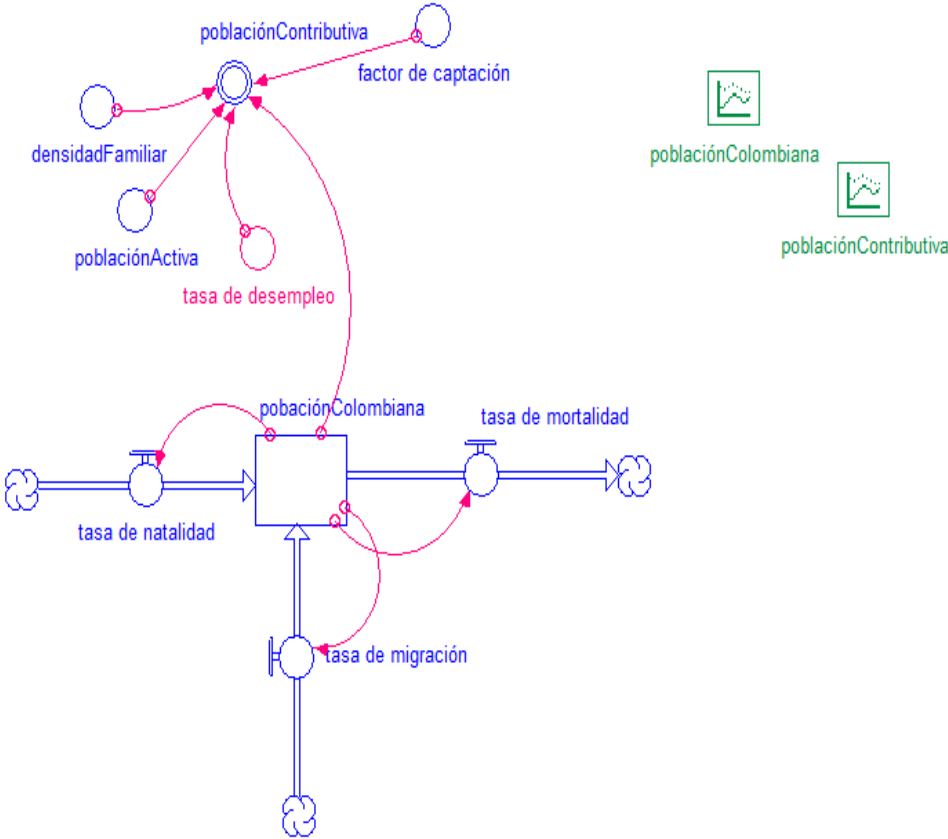 poblaciónContributiva
factor de captación
densidadFamiliar
poblaciónActiva
tasa de desempleo
poblaciónColombiana
poblaciónContributiva
pobaciónColombiana
tasa de mortalidad
tasa de natalidad
tasa de migración